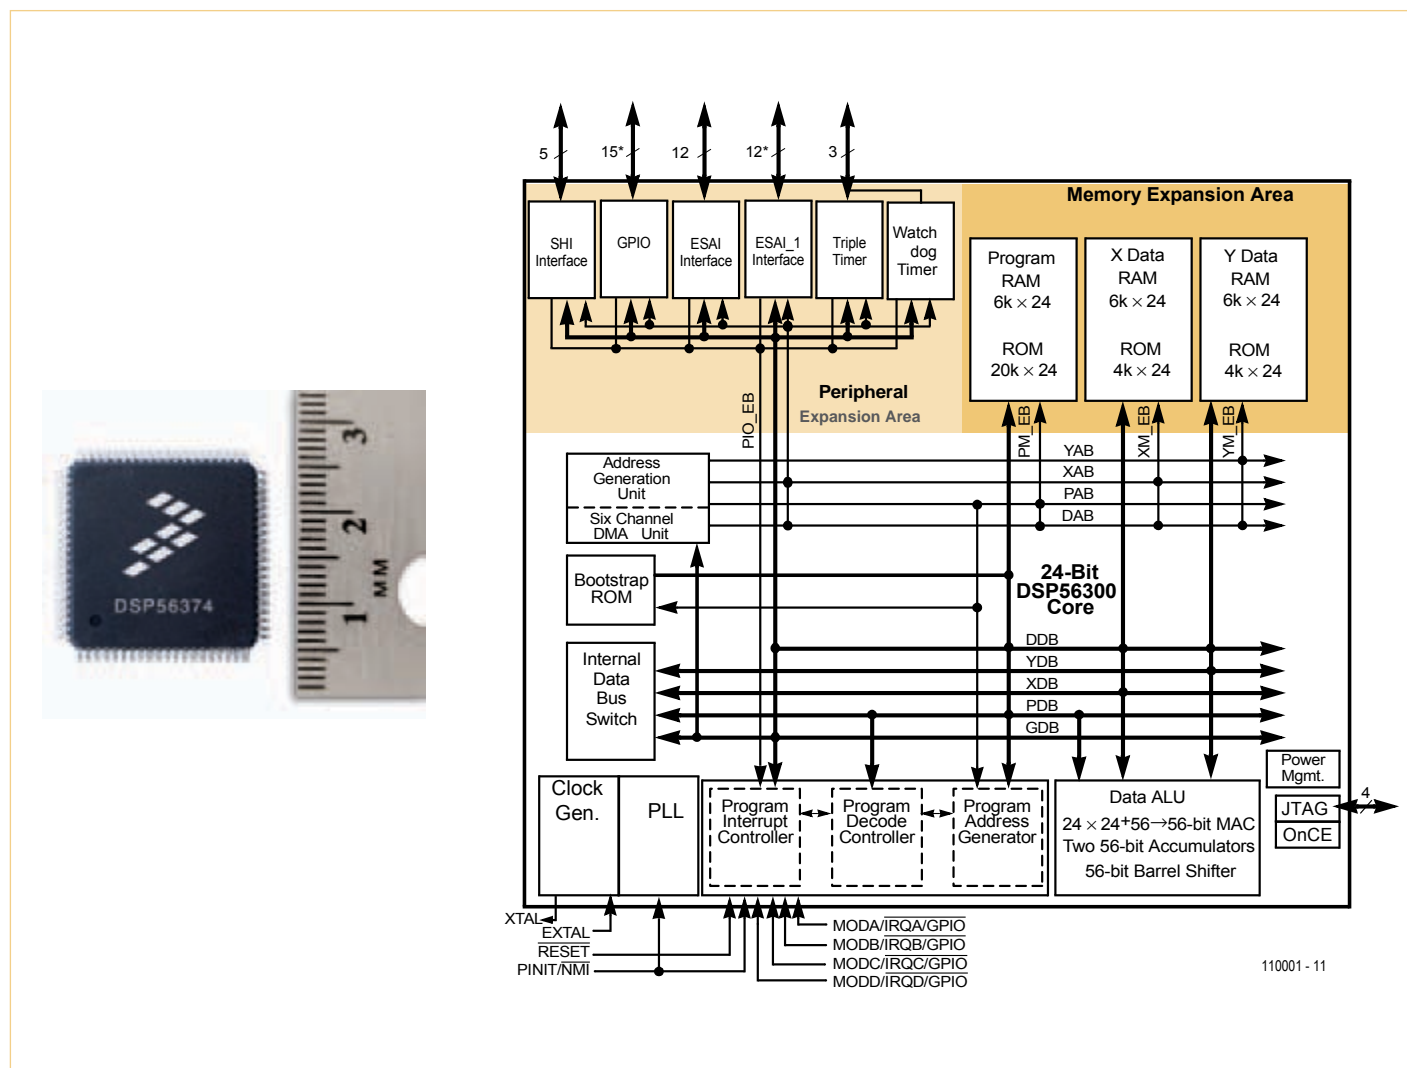 5
15*
12
12*
3
Memory Expansion Area
SHI
Interface
GPIO
ESAI
Interface
ESAI_1
Interface
Triple
Timer
Watch
dog
Timer
Program
RAM
6k × 24
ROM
20k × 24
X Data
RAM
6k × 24
ROM
4k × 24
Y Data
RAM
6k × 24
ROM
4k × 24
Peripheral
Expansion Area
PIO_EB
PM_EB
XM_EB
YM_EB
3
2
1
MM
DSP56374
Address
Generation
Unit
Six Channel
DMA Unit
YAB
XAB
PAB
DAB
Bootstrap
ROM
24-Bit
DSP56300
Core
Internal
Data
Bus
Switch
DDB
YDB
XDB
PDB
GDB
Clock
Gen.
PLL
Program
Interrupt
Controller
Program
Decode
Controller
Program
Address
Generator
Data ALU
24 × 24+56→56-bit MAC
Two 56-bit Accumulators
56-bit Barrel Shifter
Power
Mgmt.
JTAG
OnCE
4
XTAL
EXTAL
RESET
PINIT/NMI
MODA/IRQA/GPIO
MODB/IRQB/GPIO
MODC/IRQC/GPIO
MODD/IRQD/GPIO
110001 - 11